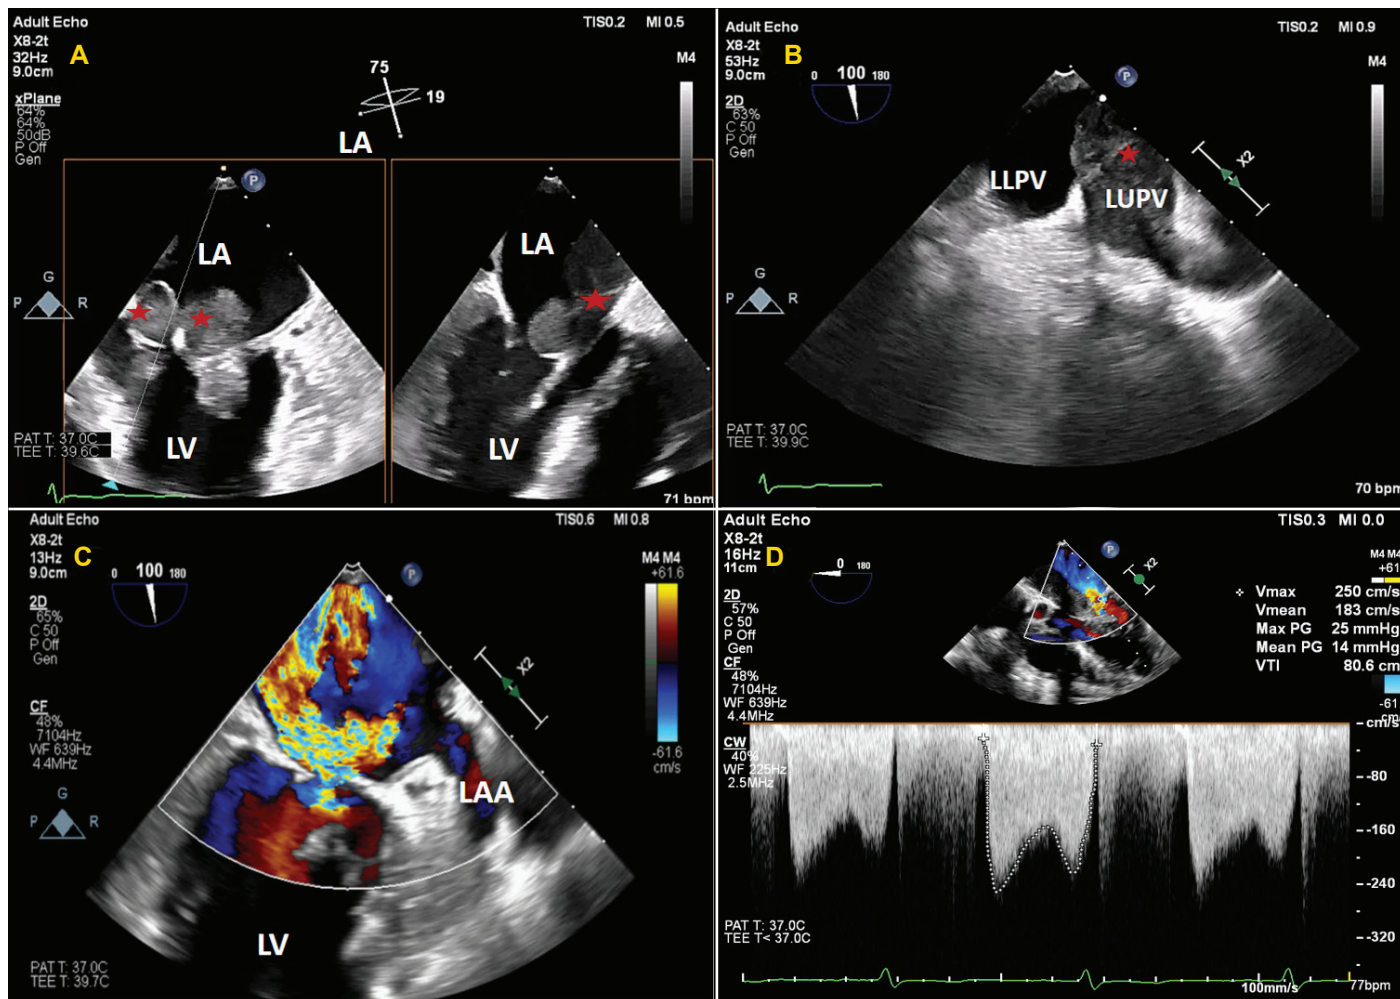 Adult Echo
TIS0.2 MI 0.5
X8-2t
32Hz
9.0cm
A
M4
xPlane
64%
64%
50dB
P Off
Gen
75
19
LA
P
LA
LA
G
P R
LV
LV
PAT T: 37.0C
TEE T: 39.6C
71 bpm
Adult Echo
TIS0.2 MI 0.9
X8-2t
53Hz
9.0cm
B
0 100 180
P
M4
2D
63%
C 50
P Off
Gen
X2
LLPV
LUPV
G
P R
PAT T: 37.0C
TEE T: 39.9C
70 bpm
Adult Echo
TIS0.6 MI 0.8
X8-2t
13Hz
9.0cm
C
0 100 180
P
M4 M4
+61.6
2D
65%
C 50
P Off
Gen
X2
CF
48%
7104Hz
WF 639Hz
4.4MHz
-61.6
cm/s
LAA
G
P R
LV
PAT T: 37.0C
TEE T: 39.7C
Adult Echo
TIS0.3 MI 0.0
X8-2t
16Hz
11cm
D
0 180
P
X2
M4 M4
+61
2D
57%
C 50
P Off
Gen
Vmax 250 cm/s
Vmean 183 cm/s
Max PG 25 mmHg
Mean PG 14 mmHg
VTI 80.6 cm
CF
48%
7104Hz
WF 639Hz
4.4MHz
-61
cm/s
CW
40%
WF 225Hz
2.5MHz
-80
-160
-240
-320
PAT T: 37.0C
TEE T< 37.0C
100mm/s
77bpm